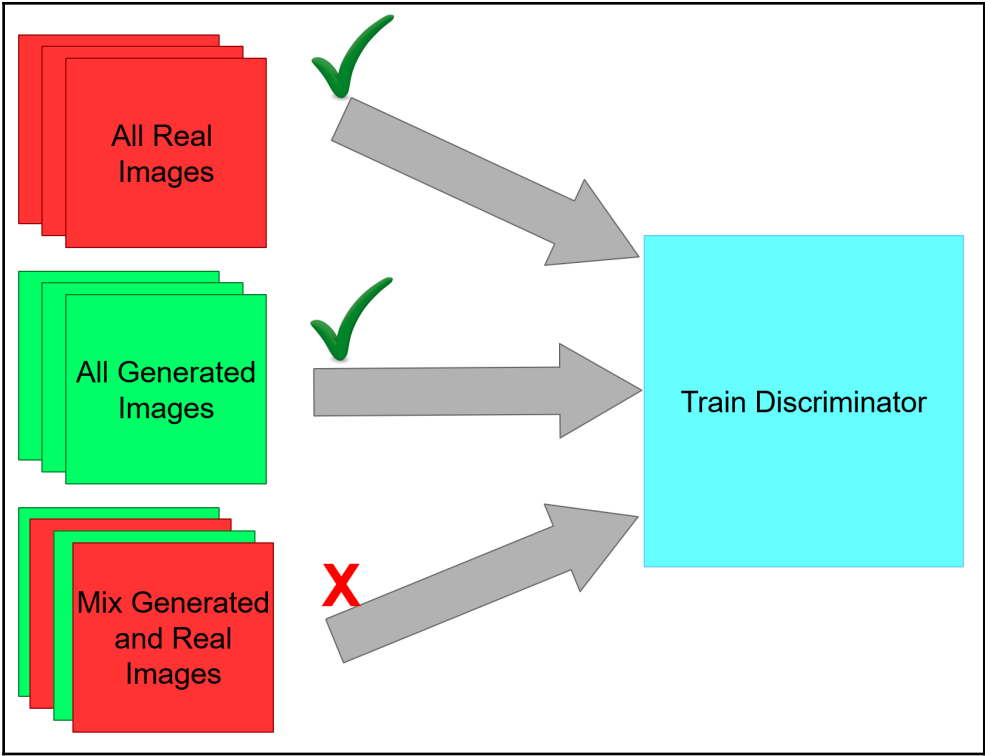 All Real
Images
All Generated
Images
Train Discriminator
X
Mix Generated
and Real
Images